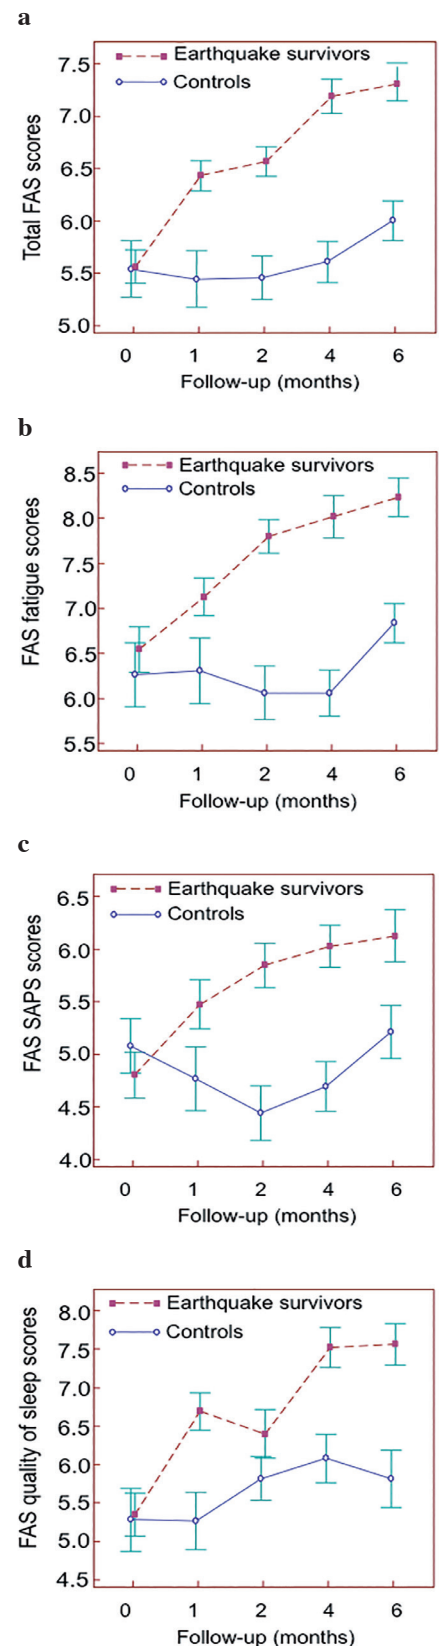 a
Earthquake survivors
Controls
Total FAS scores
7.5
7.0
6.5
6.0
5.5
5.0
0 1 2 4 6
Follow-up (months)
b
Earthquake survivors
Controls
FAS fatigue scores
8.5
8.0
7.5
7.0
6.5
6.0
5.5
0 1 2 4 6
Follow-up (months)
c
Earthquake survivors
Controls
FAS SAPS scores
6.5
6.0
5.5
5.0
4.5
4.0
0 1 2 4 6
Follow-up (months)
d
Earthquake survivors
Controls
FAS quality of sleep scores
8.0
7.5
7.0
6.5
6.0
5.5
5.0
4.5
0 1 2 4 6
Follow-up (months)